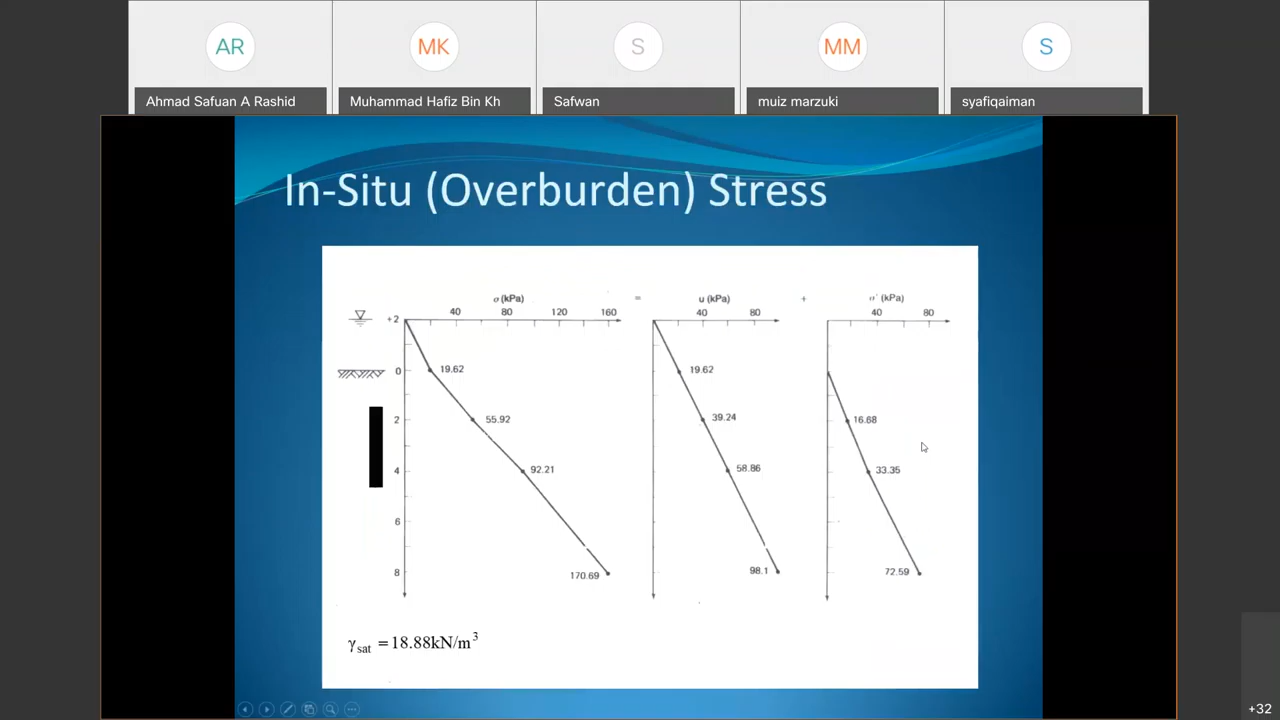 AR
MK
S
MM
S
Ahmad Safuan A Rashid
Muhammad Hafiz Bin Kh
Safwan
muiz marzuki
syafiqaiman
In-Situ (Overburden) Stress
σ (kPa)
=
u (kPa)
+
σ' (kPa)
40 80 120 160
40 80
40 80
+2
0
19.62
19.62
2
55.92
39.24
16.68
4
92.21
58.86
33.35
6
8
170.69
98.1
72.59
γsat = 18.88kN/m³
+32